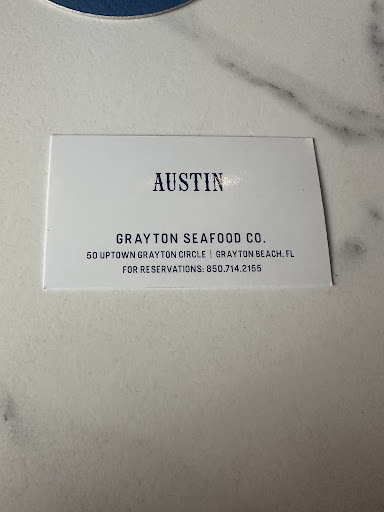 AUSTIN
GRAYTON SEAFOOD CO.
50 UPTOWN GRAYTON CIRCLE | GRAYTON BEACH, FL
FOR RESERVATIONS: 850.714.2155